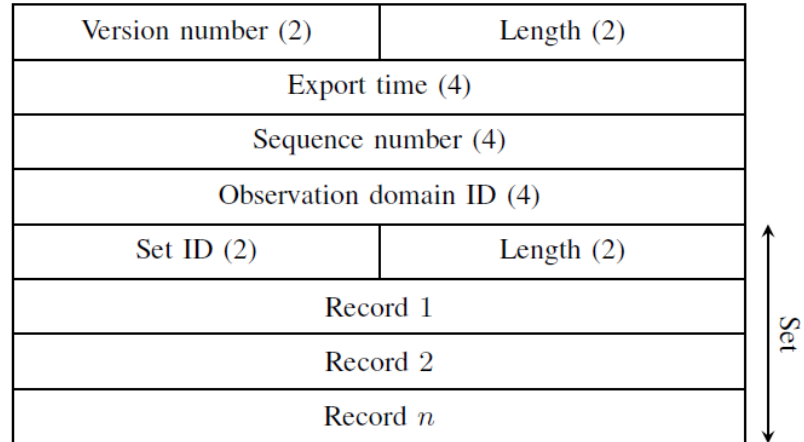 Version number (2) Length (2)
Export time (4)
Sequence number (4)
Observation domain ID (4)
Set ID (2) Length (2)
Record 1
Record 2
Record n
Set